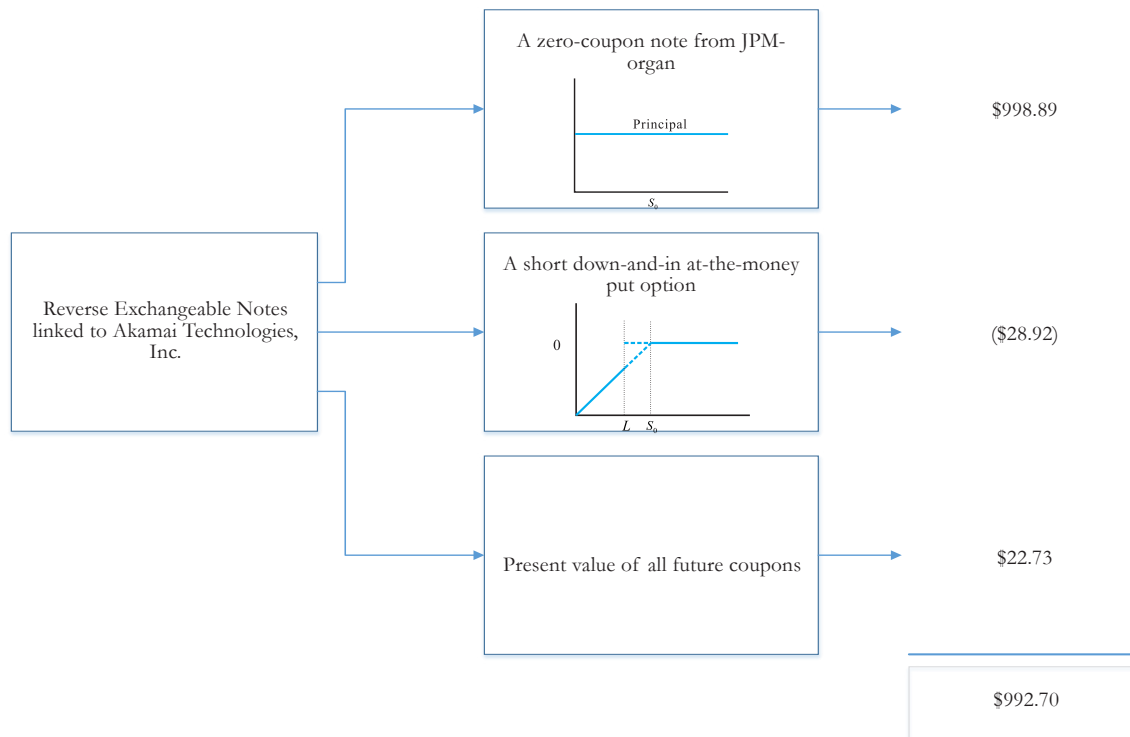 A zero-coupon note from JPM-
organ
Principal
S₀
$998.89
Reverse Exchangeable Notes
linked to Akamai Technologies,
Inc.
A short down-and-in at-the-money
put option
0
L S₀
($28.92)
Present value of all future coupons
$22.73
$992.70